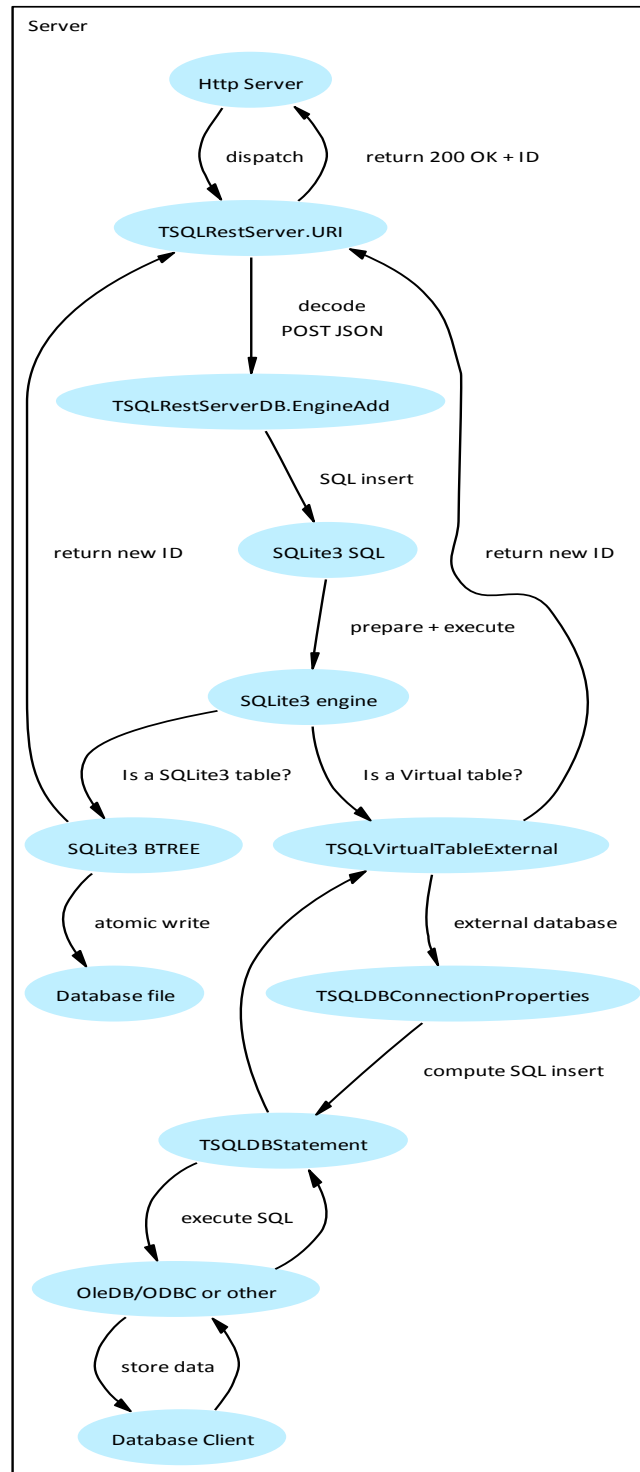 Server
Http Server
dispatch
return 200 OK + ID
TSQLRestServer.URI
decode
POST JSON
TSQLRestServerDB.EngineAdd
SQL insert
SQLite3 SQL
return new ID
return new ID
prepare + execute
SQLite3 engine
Is a SQLite3 table?
Is a Virtual table?
SQLite3 BTREE
TSQLVirtualTableExternal
atomic write
external database
Database file
TSQLDBConnectionProperties
compute SQL insert
TSQLDBStatement
execute SQL
OleDB/ODBC or other
store data
Database Client